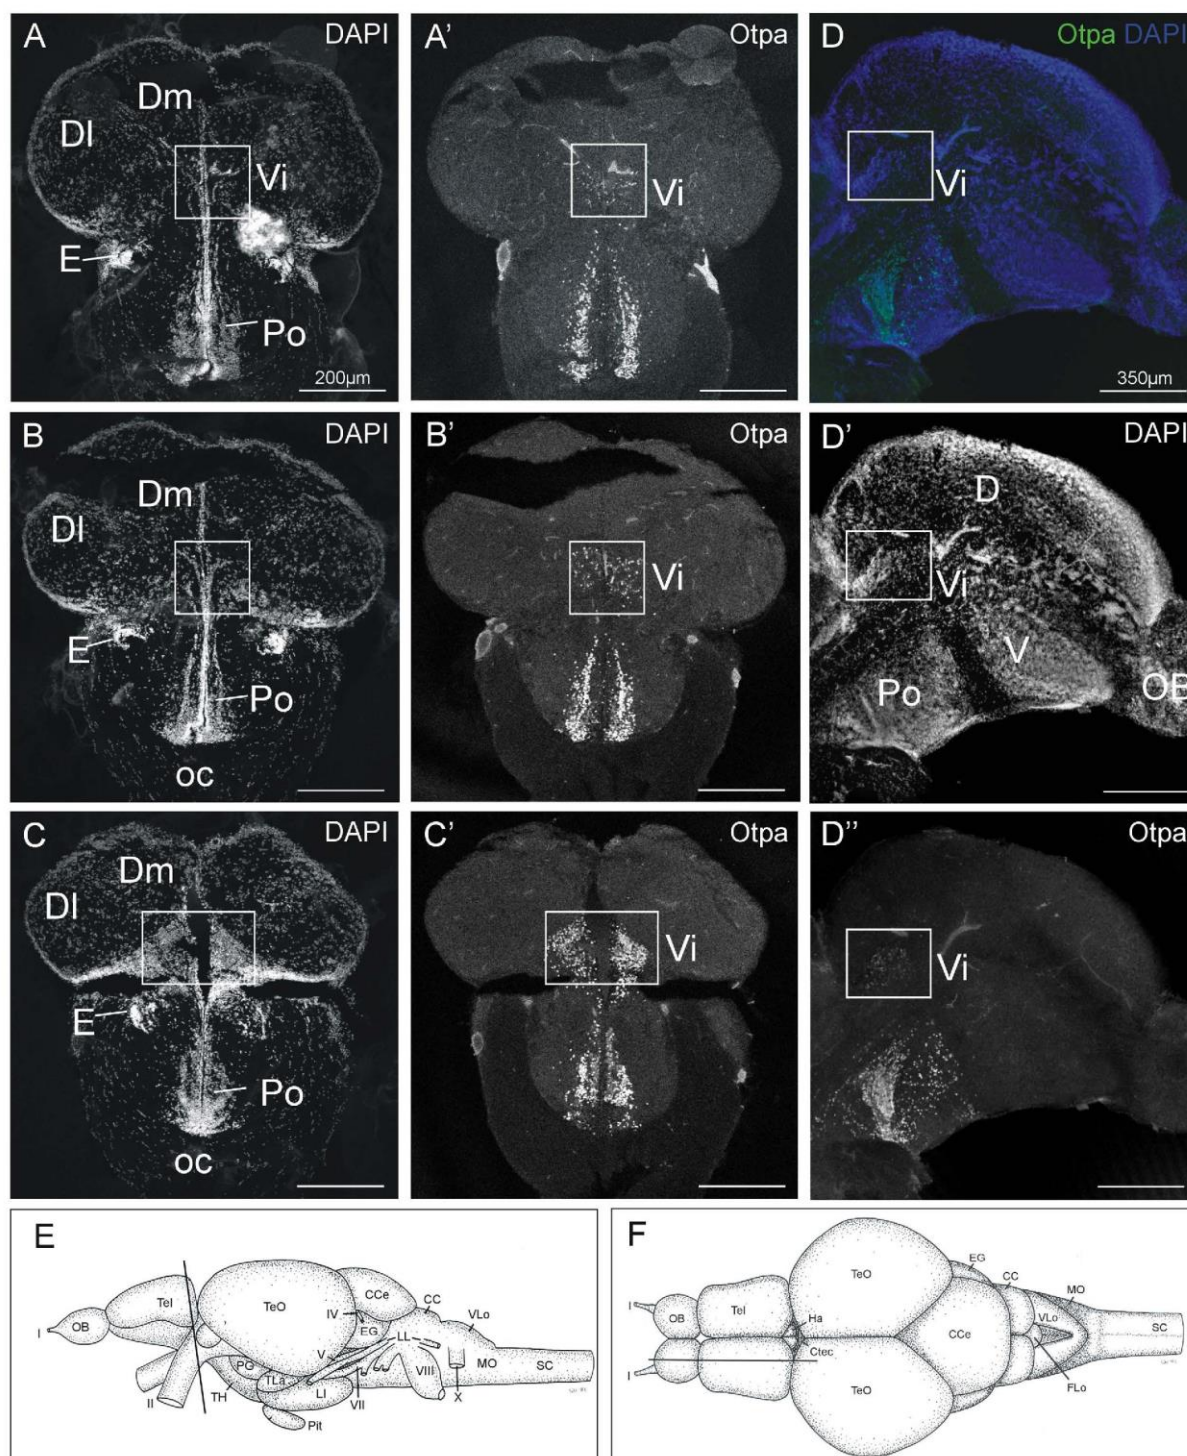 A DAPI
Dm
Dl
Vi
E
Po
200µm
A' Otpa
Vi
D Otpa DAPI
Vi
350µm
B DAPI
Dm
Dl
E
Po
oc
B' Otpa
Vi
D' DAPI
D
Vi
V
Po
OB
C DAPI
Dm
Dl
E
Po
oc
C' Otpa
Vi
D'' Otpa
Vi
E
Tel
TeO
CCe
CC
VLo
IV
EG
I
OB
LL
V
PG
TLa
TH
LI
VII
VIII
MO
SC
X
II
Pit
F
TeO
EG
CC
MO
I
OB
Tel
Ha
VLo
CCe
SC
Ctec
I
TeO
FLo